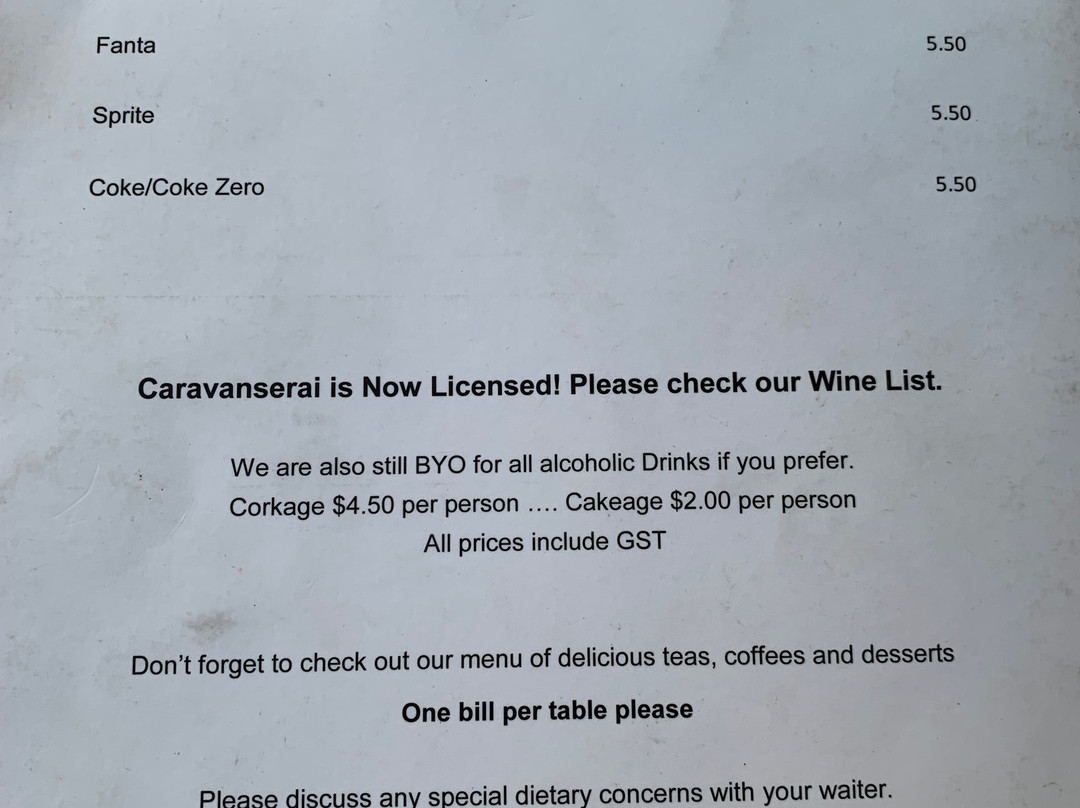 Fanta 5.50
Sprite 5.50
Coke/Coke Zero 5.50
Caravanserai is Now Licensed! Please check our Wine List.
We are also still BYO for all alcoholic Drinks if you prefer.
Corkage $4.50 per person .... Cakeage $2.00 per person
All prices include GST
Don't forget to check out our menu of delicious teas, coffees and desserts
One bill per table please
Please discuss any special dietary concerns with your waiter.